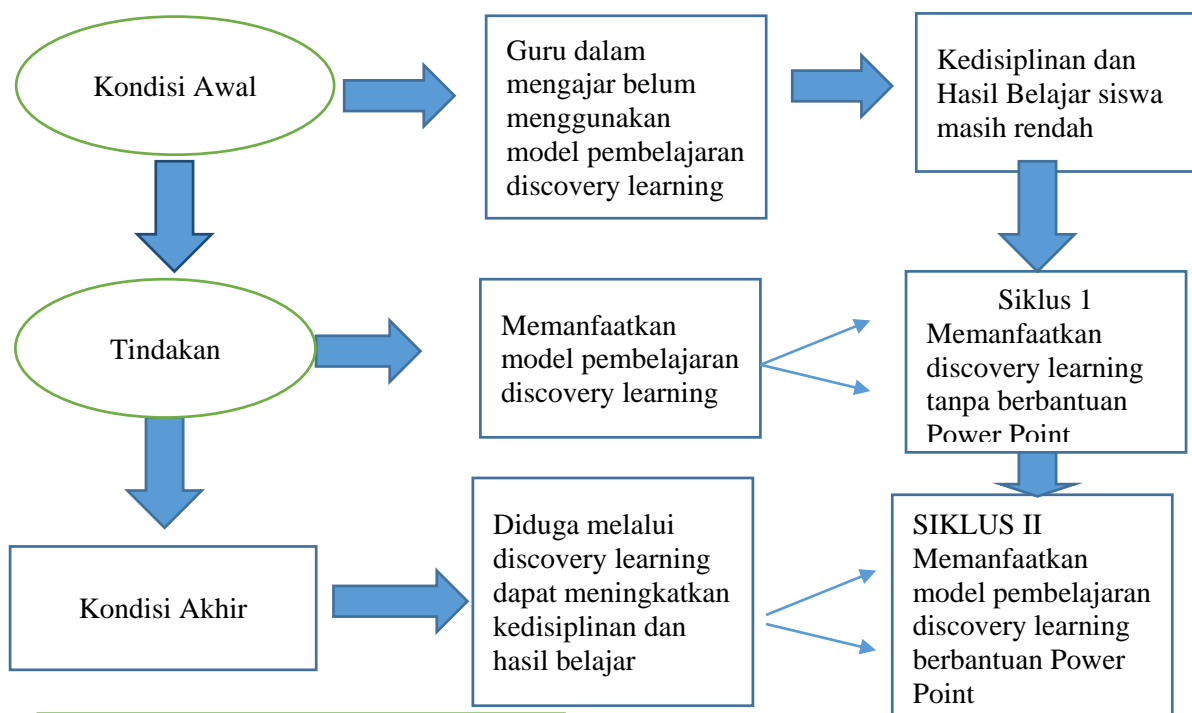 Kondisi Awal
Guru dalam
mengajar belum
menggunakan
model pembelajaran
discovery learning
Kedisiplinan dan
Hasil Belajar siswa
masih rendah
Tindakan
Memanfaatkan
model pembelajaran
discovery learning
Siklus 1
Memanfaatkan
discovery learning
tanpa berbantuan
Power Point
Kondisi Akhir
Diduga melalui
discovery learning
dapat meningkatkan
kedisiplinan dan
hasil belajar
SIKLUS II
Memanfaatkan
model pembelajaran
discovery learning
berbantuan Power
Point